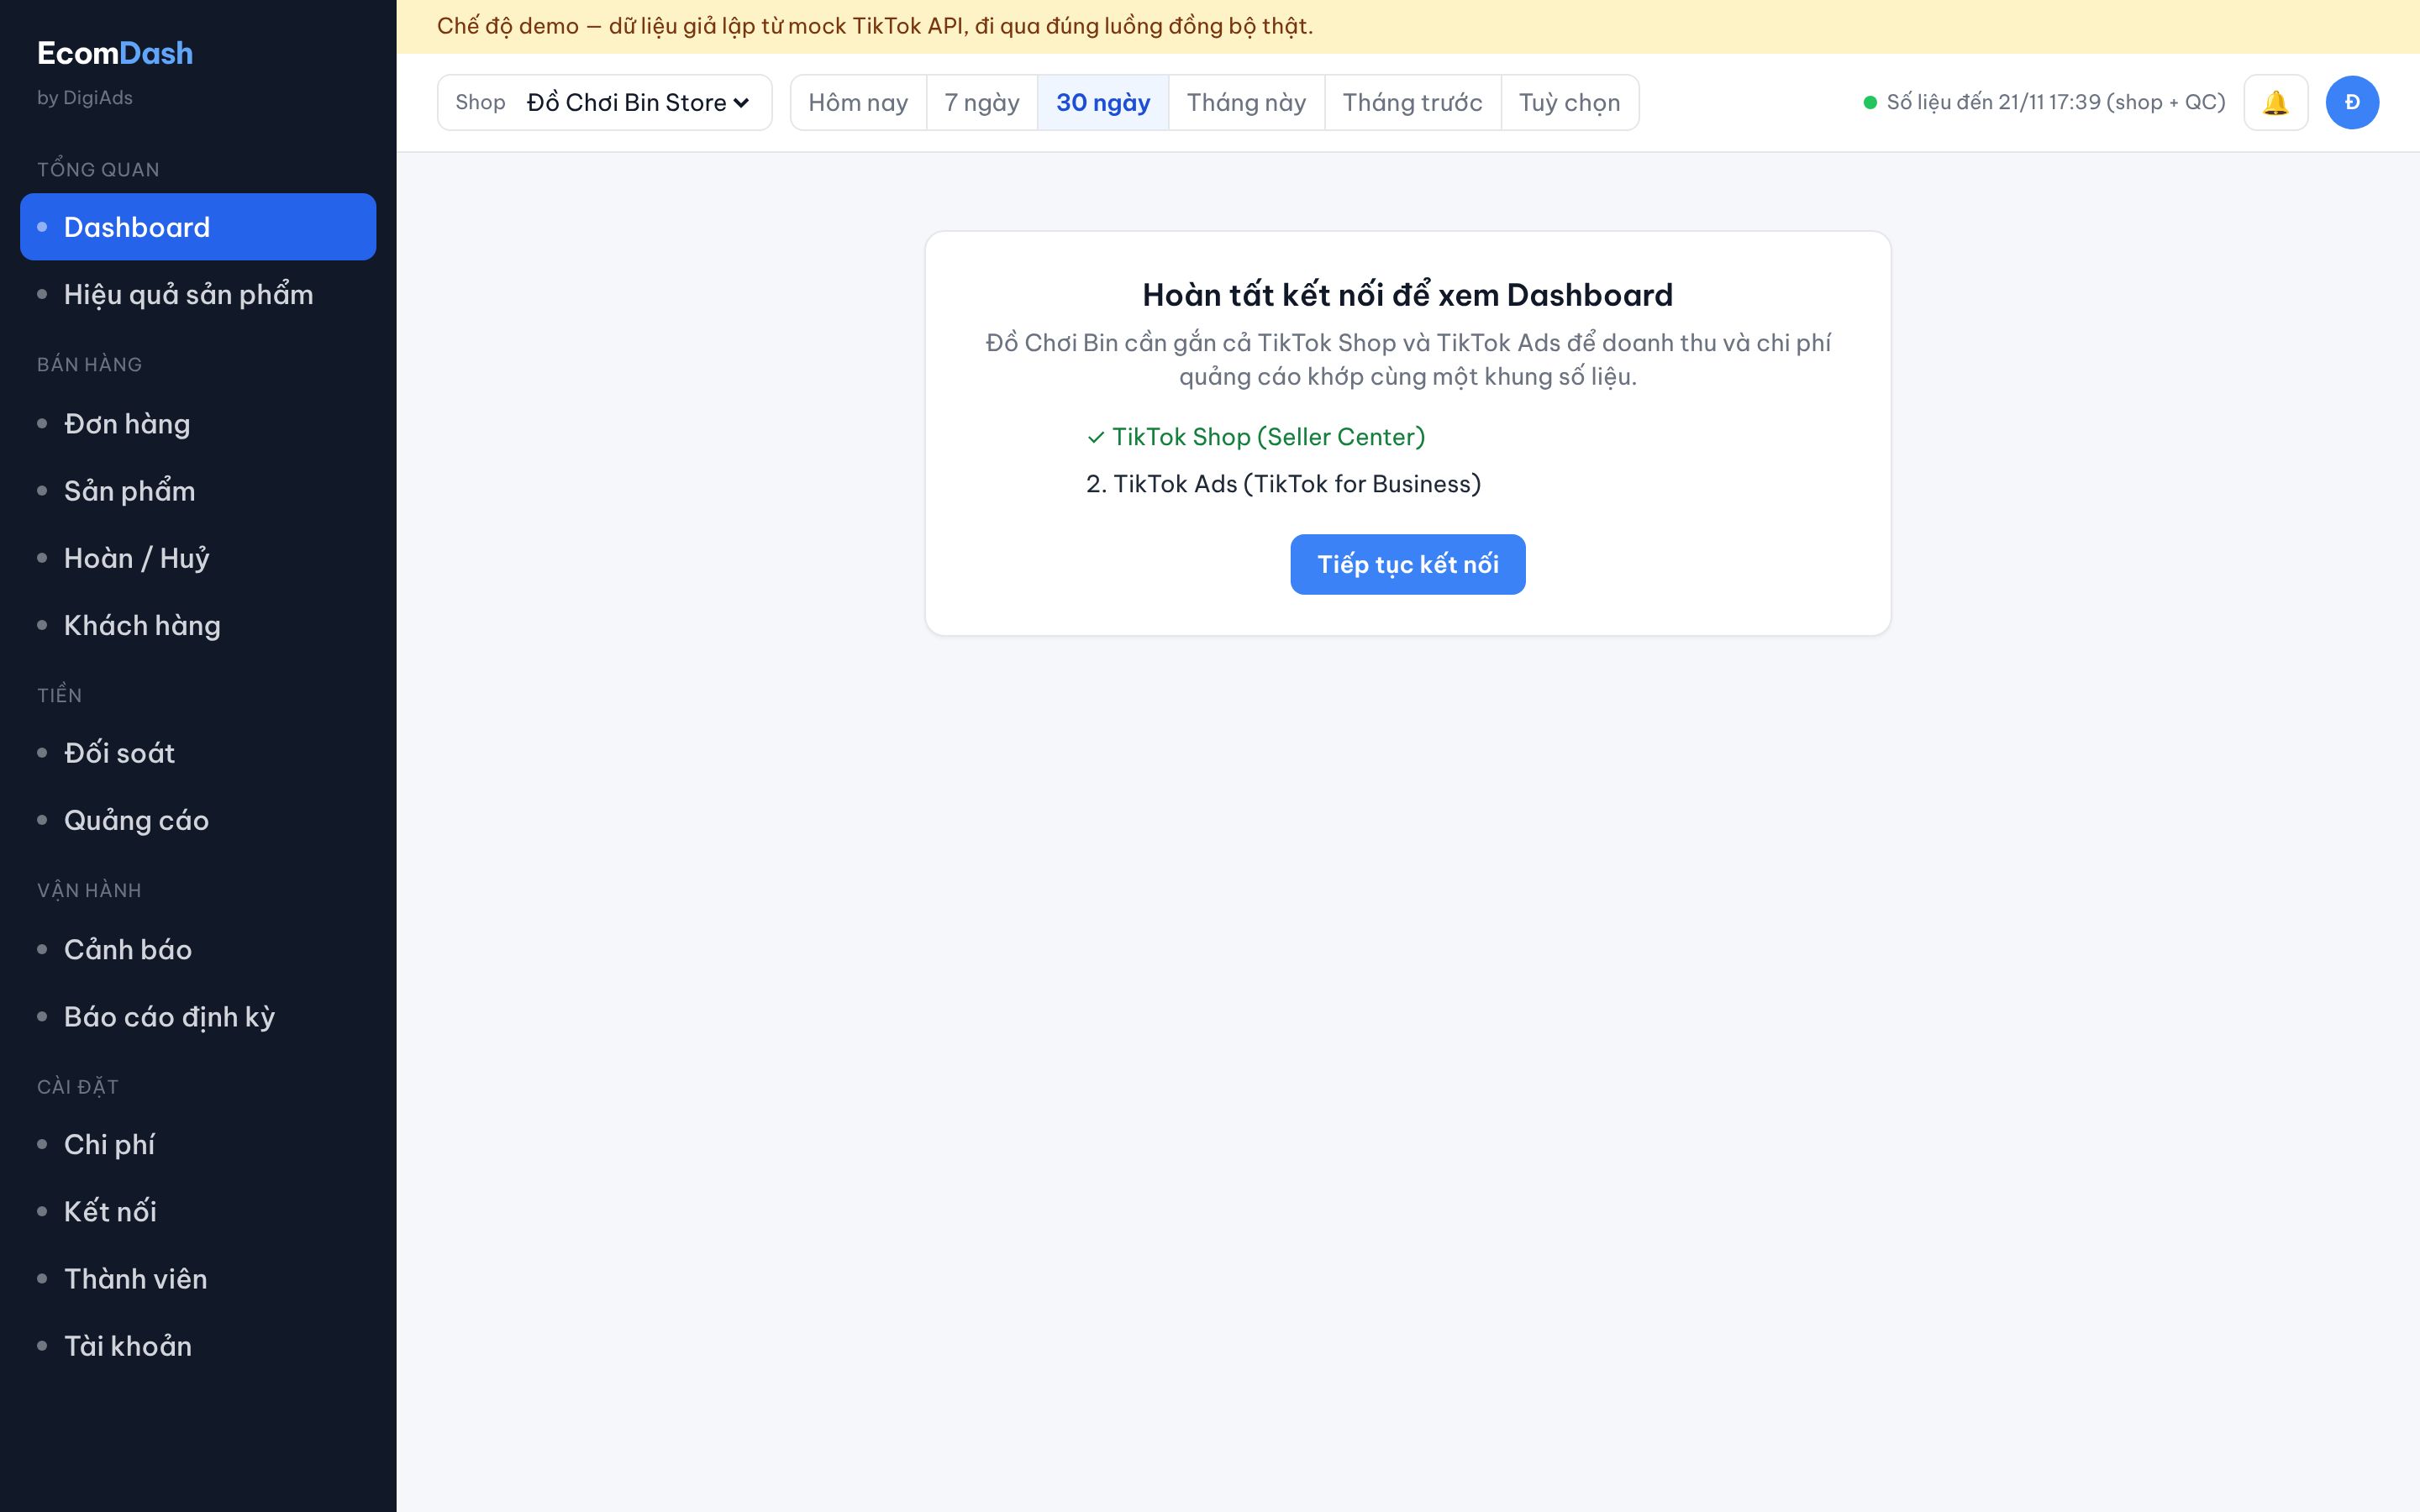 EcomDash
by DigiAds
TỔNG QUAN
Dashboard
Hiệu quả sản phẩm
BÁN HÀNG
Đơn hàng
Sản phẩm
Hoàn / Huỷ
Khách hàng
TIỀN
Đối soát
Quảng cáo
VẬN HÀNH
Cảnh báo
Báo cáo định kỳ
CÀI ĐẶT
Chi phí
Kết nối
Thành viên
Tài khoản
Chế độ demo — dữ liệu giả lập từ mock TikTok API, đi qua đúng luồng đồng bộ thật.
Shop Đồ Chơi Bin Store Hôm nay 7 ngày 30 ngày Tháng này Tháng trước Tuỳ chọn Số liệu đến 21/11 17:39 (shop + QC) Đ
Hoàn tất kết nối để xem Dashboard
Đồ Chơi Bin cần gắn cả TikTok Shop và TikTok Ads để doanh thu và chi phí
quảng cáo khớp cùng một khung số liệu.
✓ TikTok Shop (Seller Center)
2. TikTok Ads (TikTok for Business)
Tiếp tục kết nối